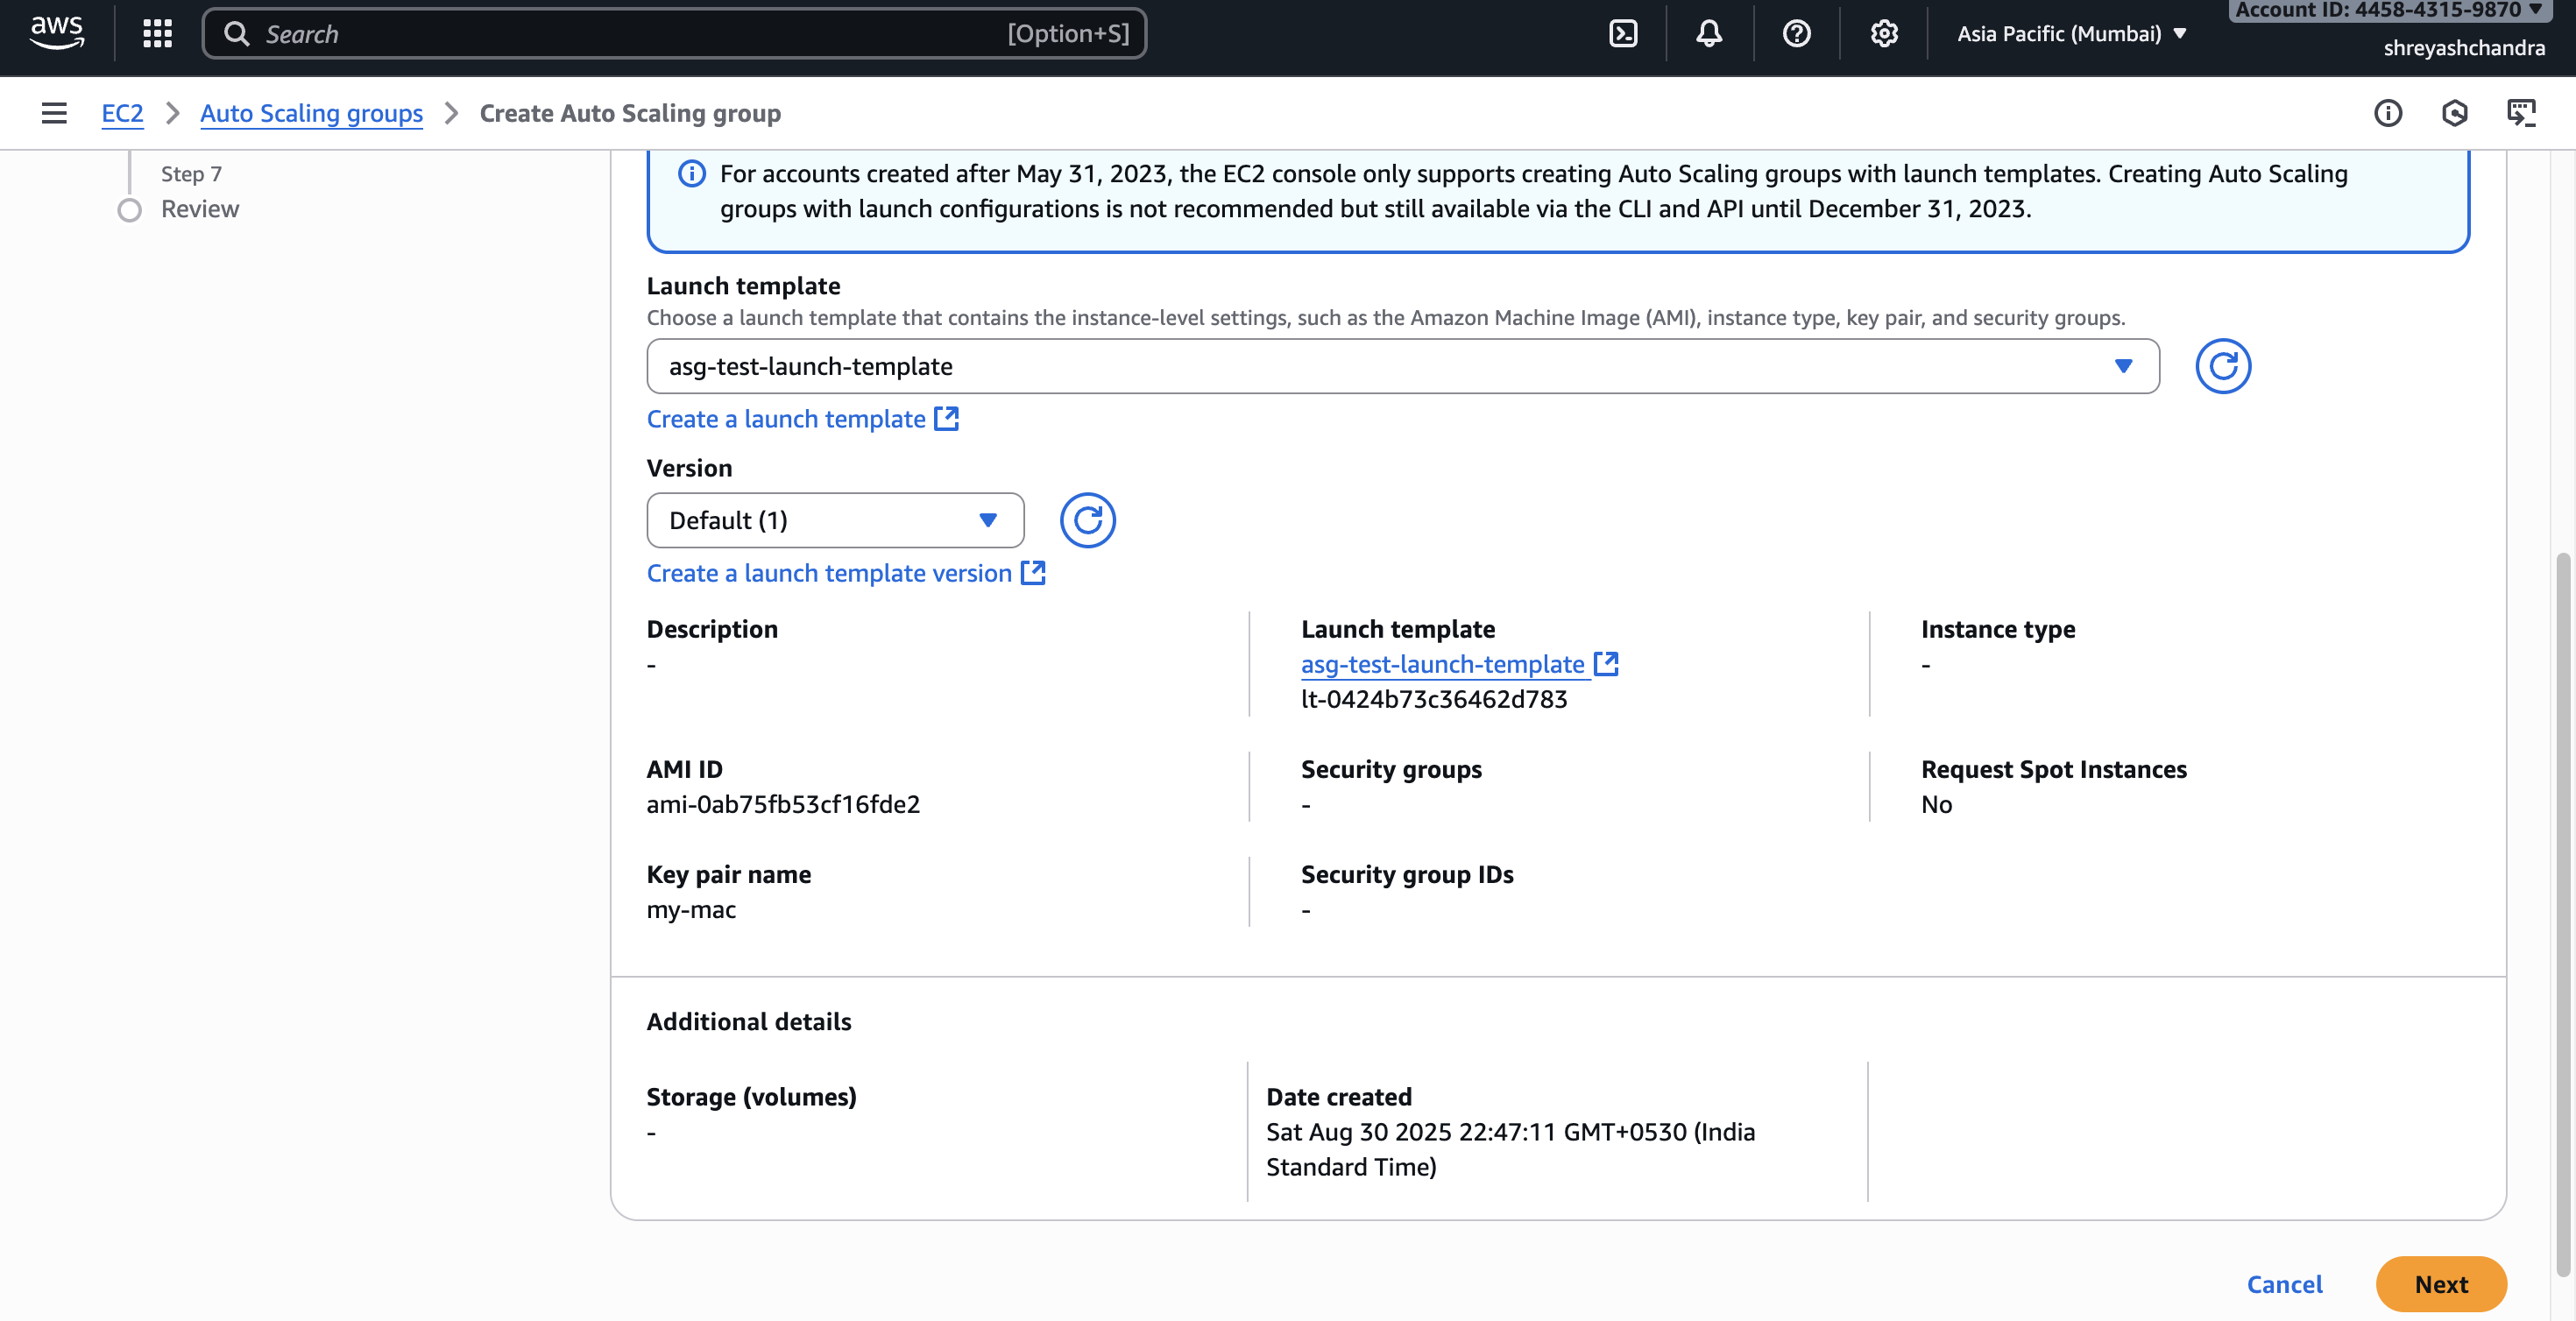 aws
Search
[Option+S]
Asia Pacific (Mumbai)
Account ID: 4458-4315-9870
shreyashchandra
EC2
Auto Scaling groups
Create Auto Scaling group
Step 7
Review
For accounts created after May 31, 2023, the EC2 console only supports creating Auto Scaling groups with launch templates. Creating Auto Scaling
groups with launch configurations is not recommended but still available via the CLI and API until December 31, 2023.
Launch template
Choose a launch template that contains the instance-level settings, such as the Amazon Machine Image (AMI), instance type, key pair, and security groups.
asg-test-launch-template
Create a launch template
Version
Default (1)
Create a launch template version
Description
-
Launch template
asg-test-launch-template
lt-0424b73c36462d783
Instance type
-
AMI ID
ami-0ab75fb53cf16fde2
Security groups
-
Request Spot Instances
No
Key pair name
my-mac
Security group IDs
-
Additional details
Storage (volumes)
-
Date created
Sat Aug 30 2025 22:47:11 GMT+0530 (India
Standard Time)
Cancel
Next